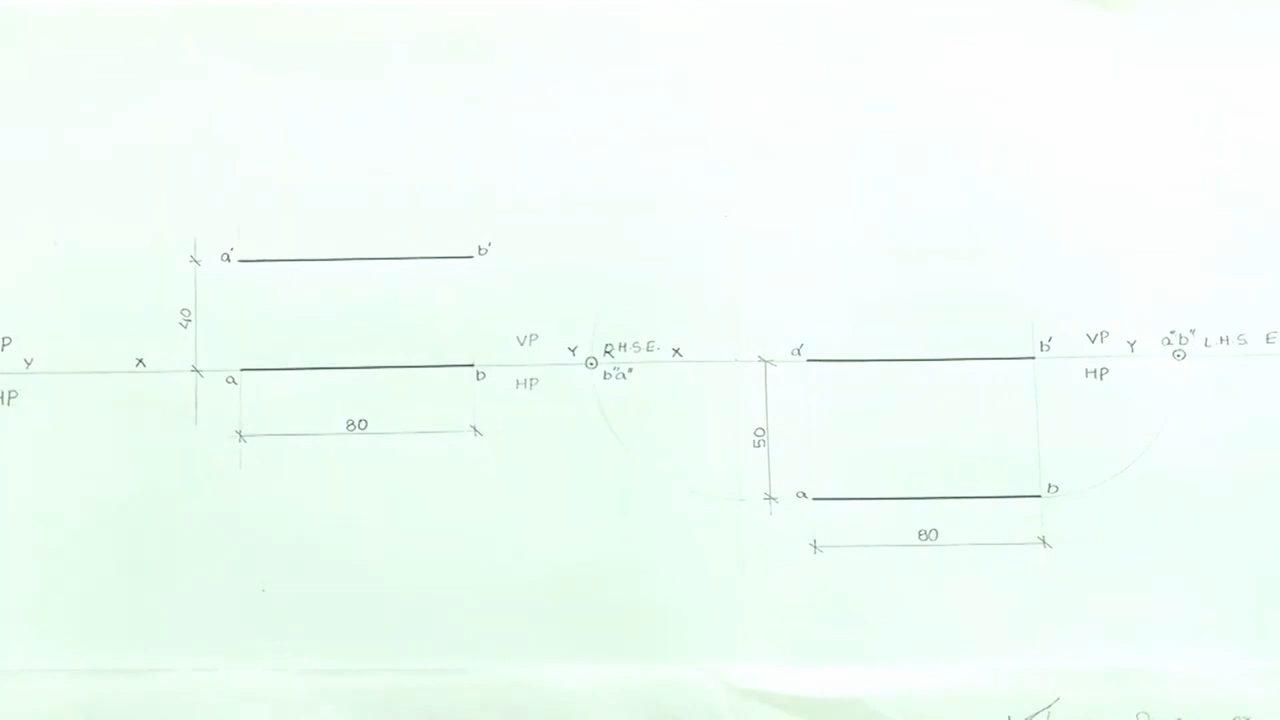 a' b'
40
P
VP
Y R.H.S.E. X
a' b'
VP
Y
a"b" L.H.S E
Y X
a b
b"a"
HP
HP
HP
80
50
a b
80